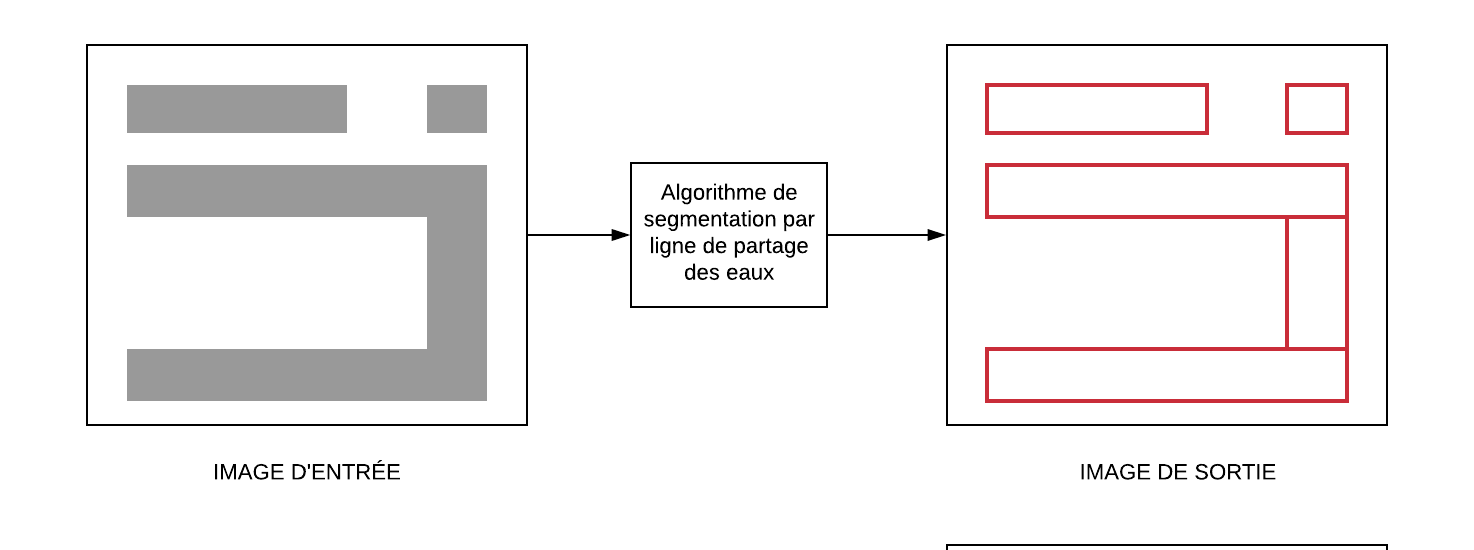 Algorithme de
segmentation par
ligne de partage
des eaux
IMAGE D'ENTRÉE
IMAGE DE SORTIE